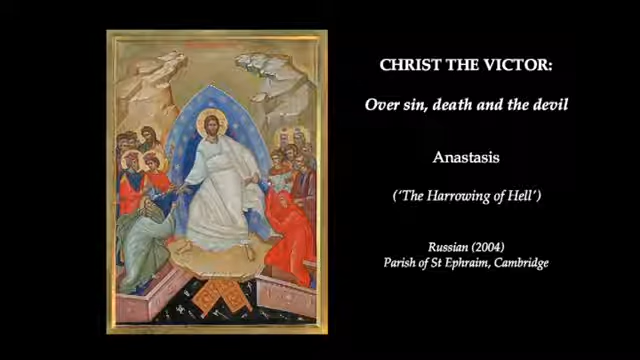 CHRIST THE VICTOR:
Over sin, death and the devil
Anastasis
(‘The Harrowing of Hell’)
Russian (2004)
Parish of St Ephraim, Cambridge